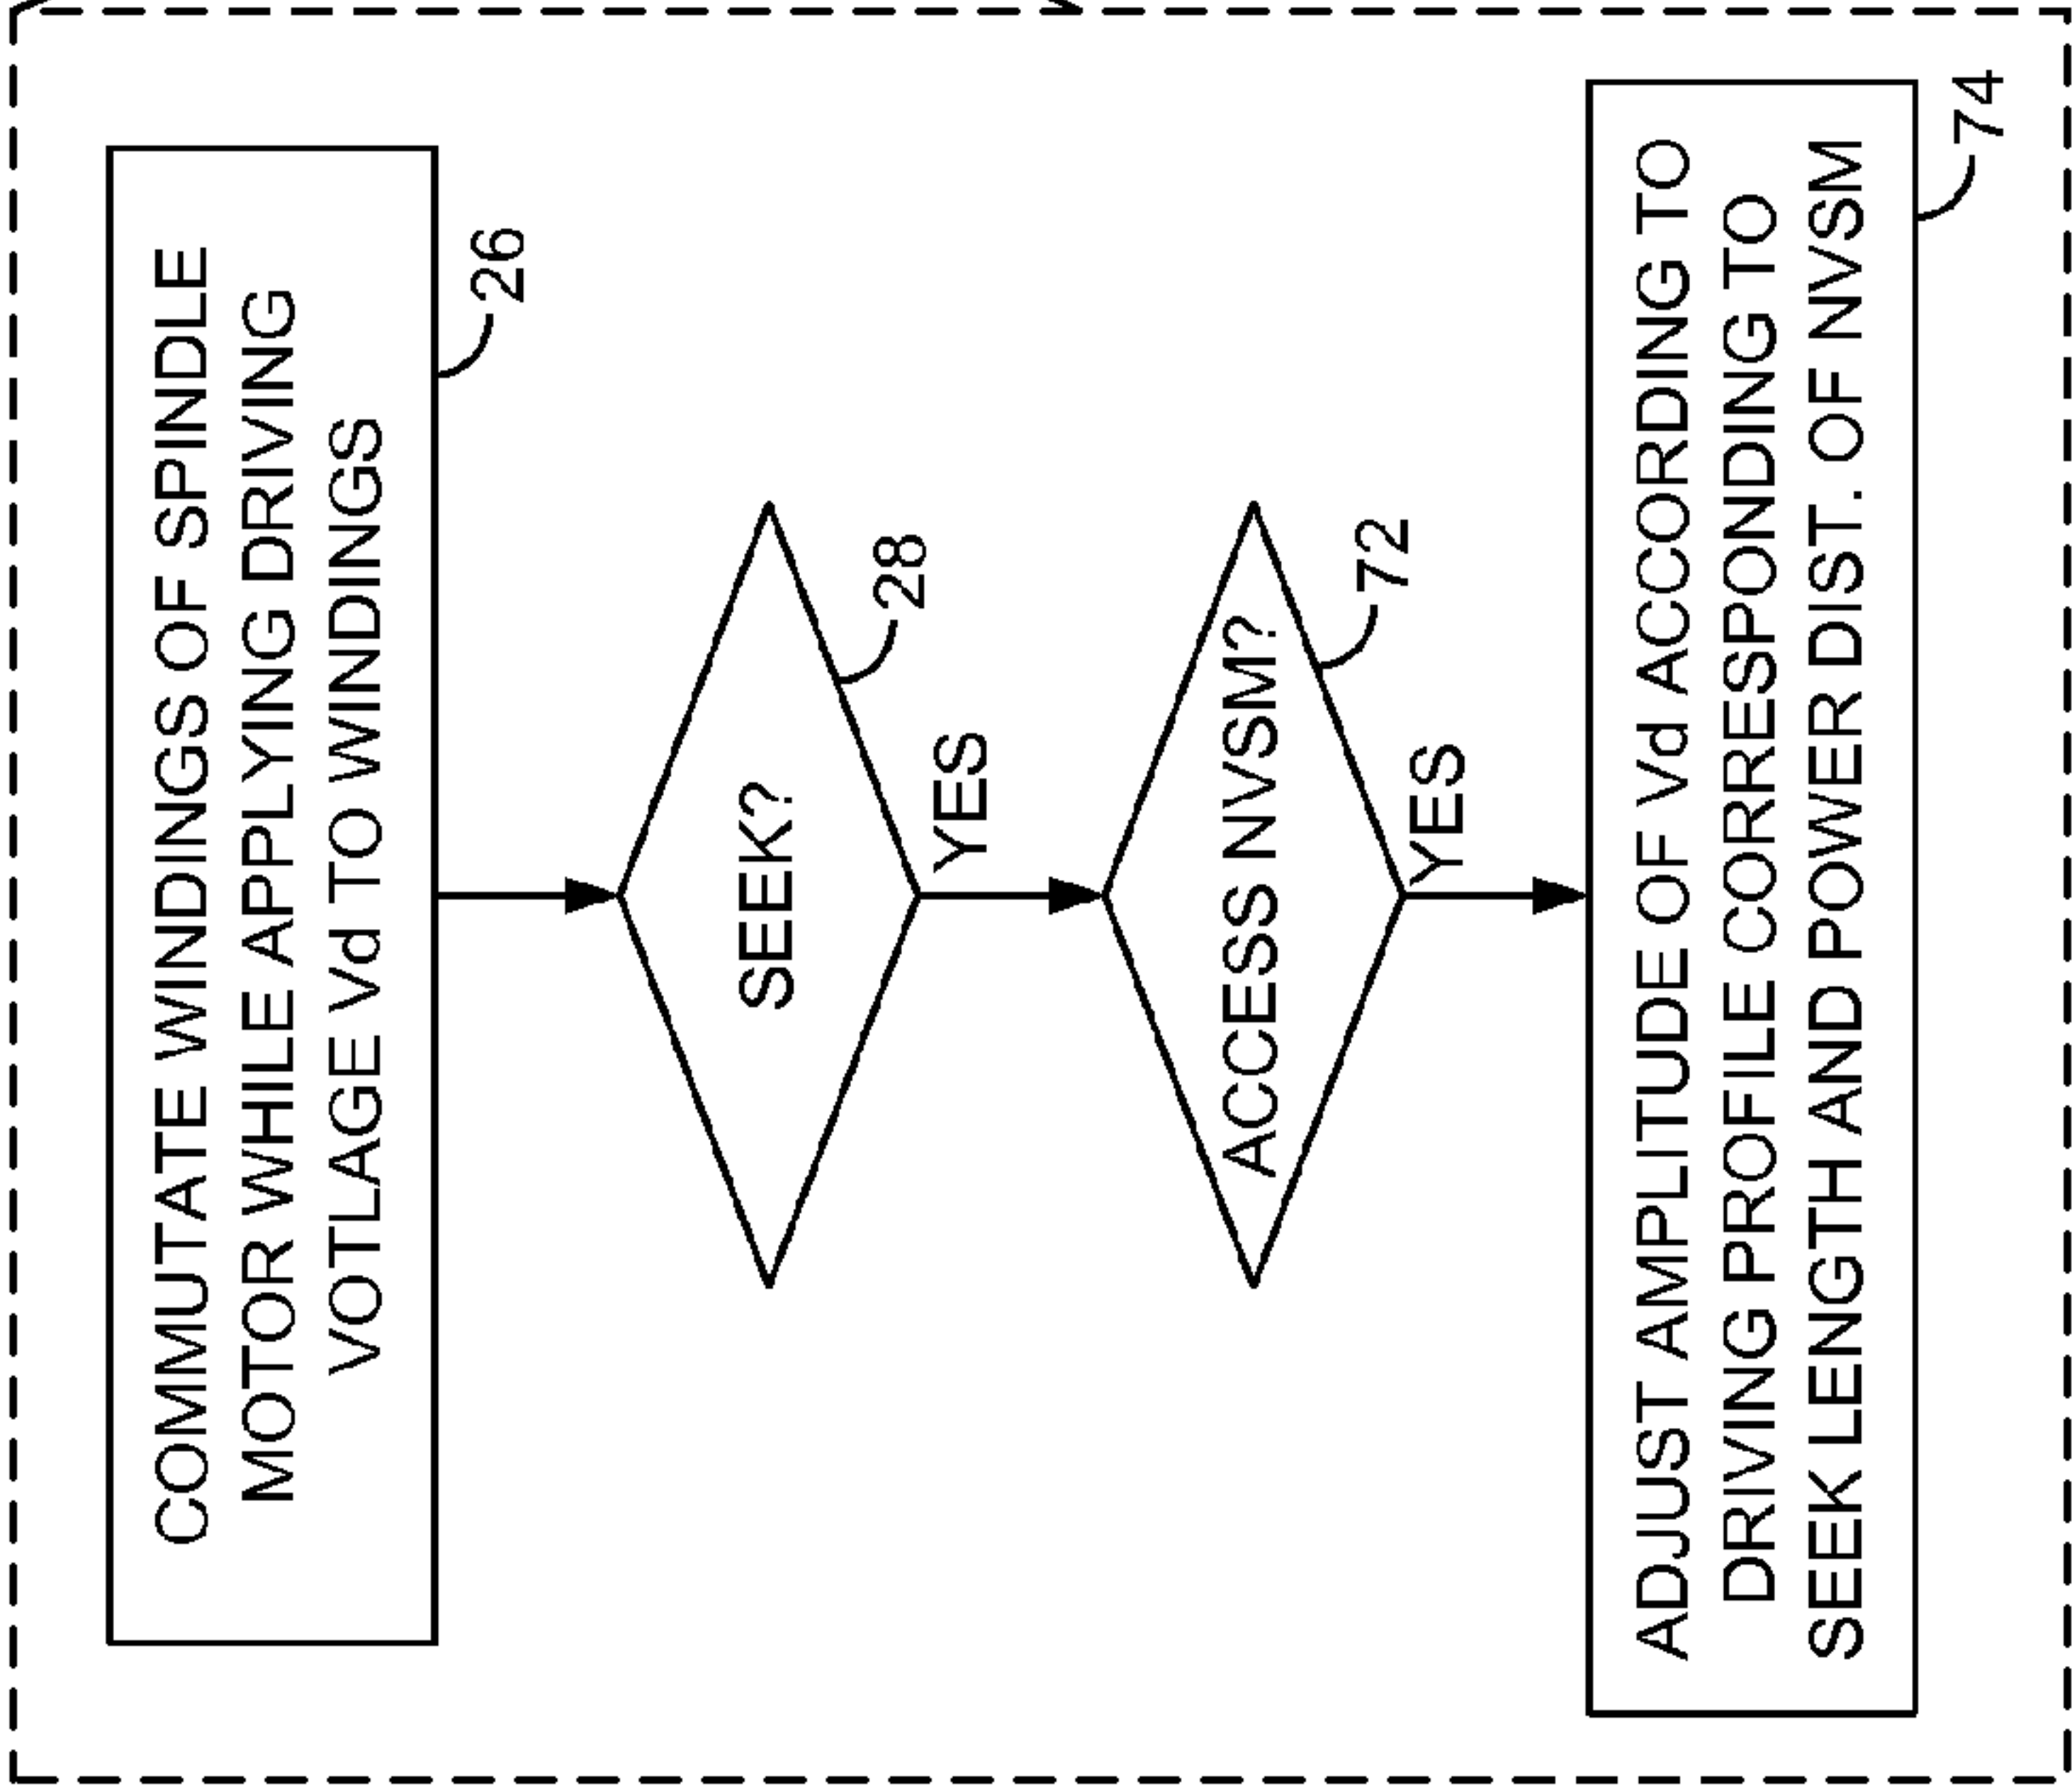 COMMUTATE WINDINGS OF SPINDLE
MOTOR WHILE APPLYING DRIVING
VOTLAGE Vd TO WINDINGS
26
SEEK?
28
YES
ACCESS NVSM?
72
YES
ADJUST AMPLITUDE OF Vd ACCORDING TO
DRIVING PROFILE CORRESPONDING TO
SEEK LENGTH AND POWER DIST. OF NVSM
74